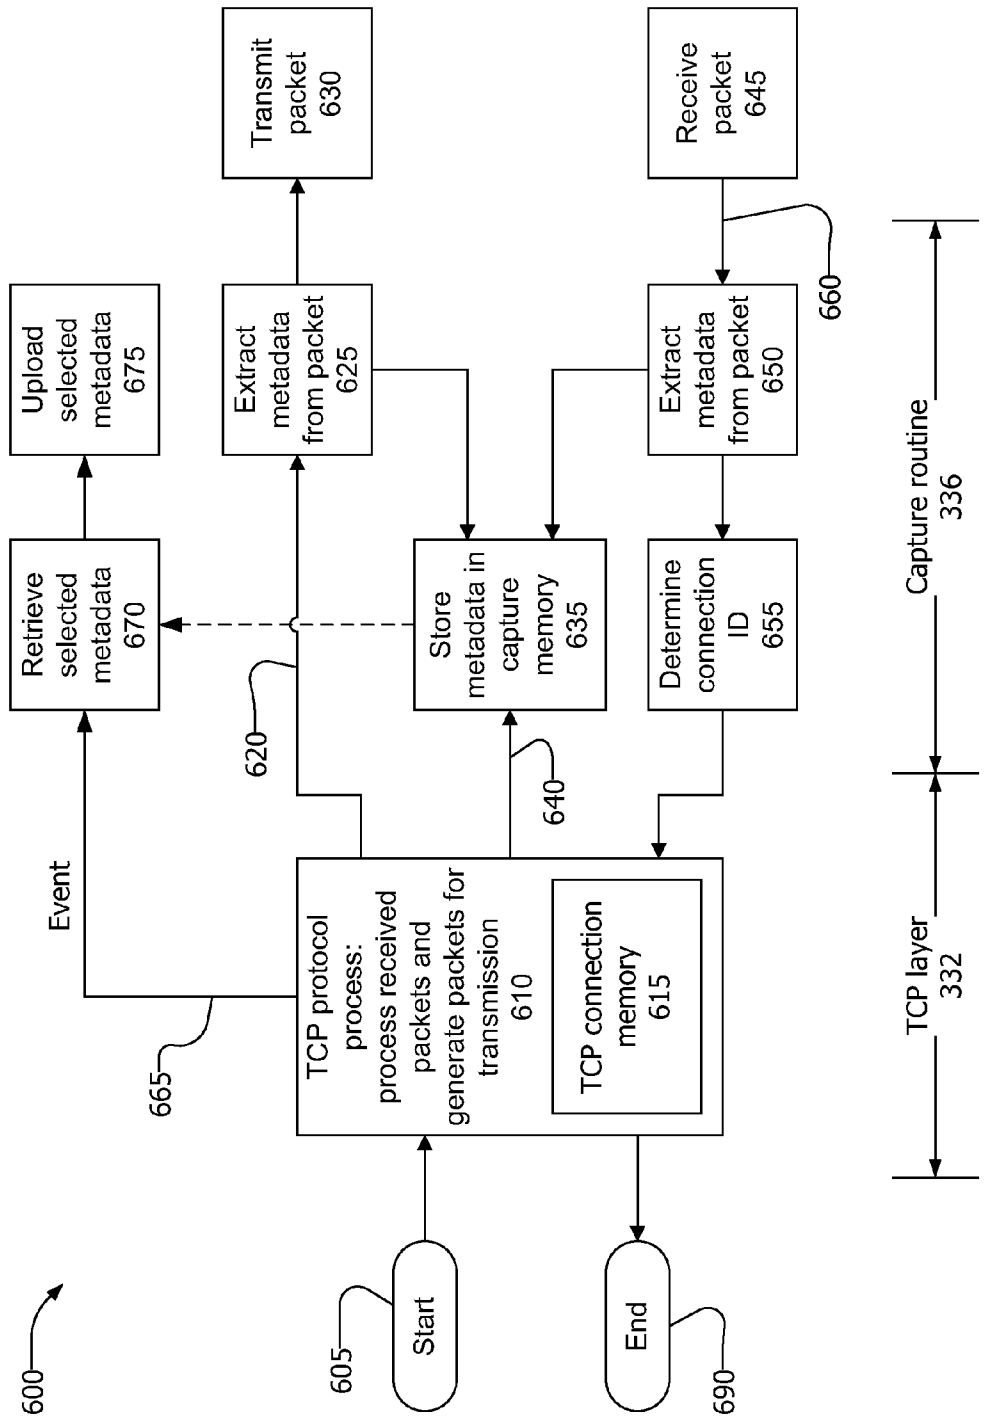 600
605
Start
End
690
665
Event
TCP protocol
process:
process received
packets and
generate packets for
transmission
610
TCP connection
memory
615
620
640
Retrieve
selected
metadata
670
Upload
selected
metadata
675
Extract
metadata
from packet
625
Transmit
packet
630
Store
metadata in
capture
memory
635
Determine
connection
ID
655
Extract
metadata
from packet
650
Receive
packet
645
660
TCP layer
332
Capture routine
336